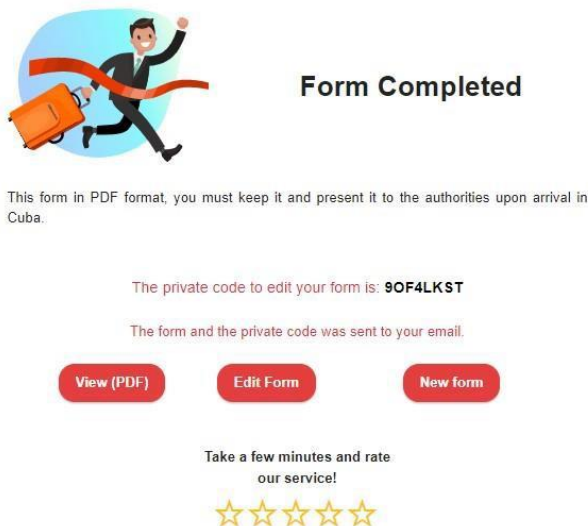 Form Completed
This form in PDF format, you must keep it and present it to the authorities upon arrival in
Cuba.
The private code to edit your form is: 9OF4LKST
The form and the private code was sent to your email.
View (PDF) Edit Form New form
Take a few minutes and rate
our service!